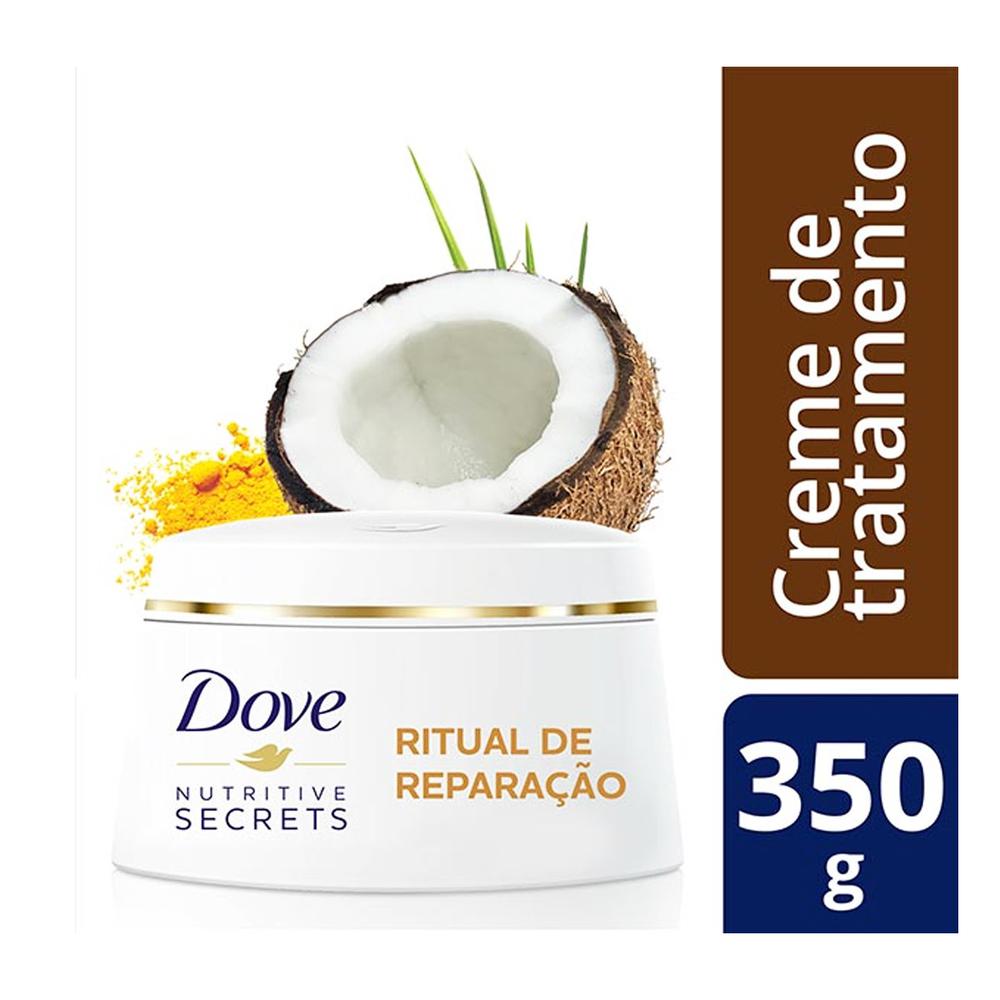 Dove
NUTRITIVE
SECRETS
RITUAL DE
REPARAÇÃO
Creme de
tratamento
350
g